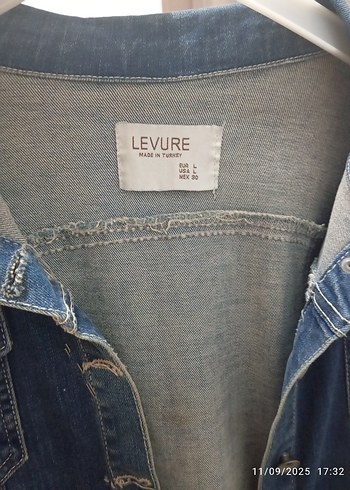 LEVURE
MADE IN TURKEY
EUR L
USA L
MEX 30
11/09/2025 17:32